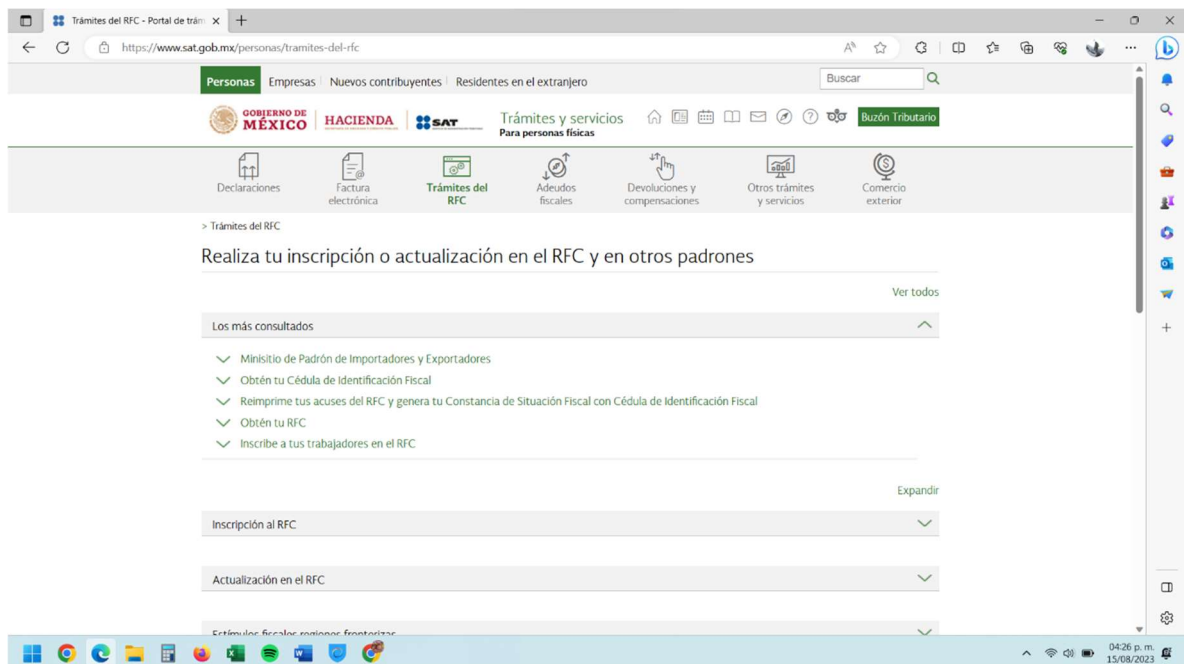 Trámites del RFC - Portal de trám
https://www.sat.gob.mx/personas/tramites-del-rfc
Personas Empresas Nuevos contribuyentes Residentes en el extranjero
Buscar
GOBIERNO DE MÉXICO
HACIENDA
SAT
Trámites y servicios
Para personas físicas
Buzón Tributario
Declaraciones
Factura electrónica
Trámites del RFC
Adeudos fiscales
Devoluciones y compensaciones
Otros trámites y servicios
Comercio exterior
> Trámites del RFC
Realiza tu inscripción o actualización en el RFC y en otros padrones
Ver todos
Los más consultados
Minisitio de Padrón de Importadores y Exportadores
Obtén tu Cédula de Identificación Fiscal
Reimprime tus acuses del RFC y genera tu Constancia de Situación Fiscal con Cédula de Identificación Fiscal
Obtén tu RFC
Inscribe a tus trabajadores en el RFC
Expandir
Inscripción al RFC
Actualización en el RFC
Estímulos fiscales regiones fronterizas
04:26 p. m.
15/08/2023